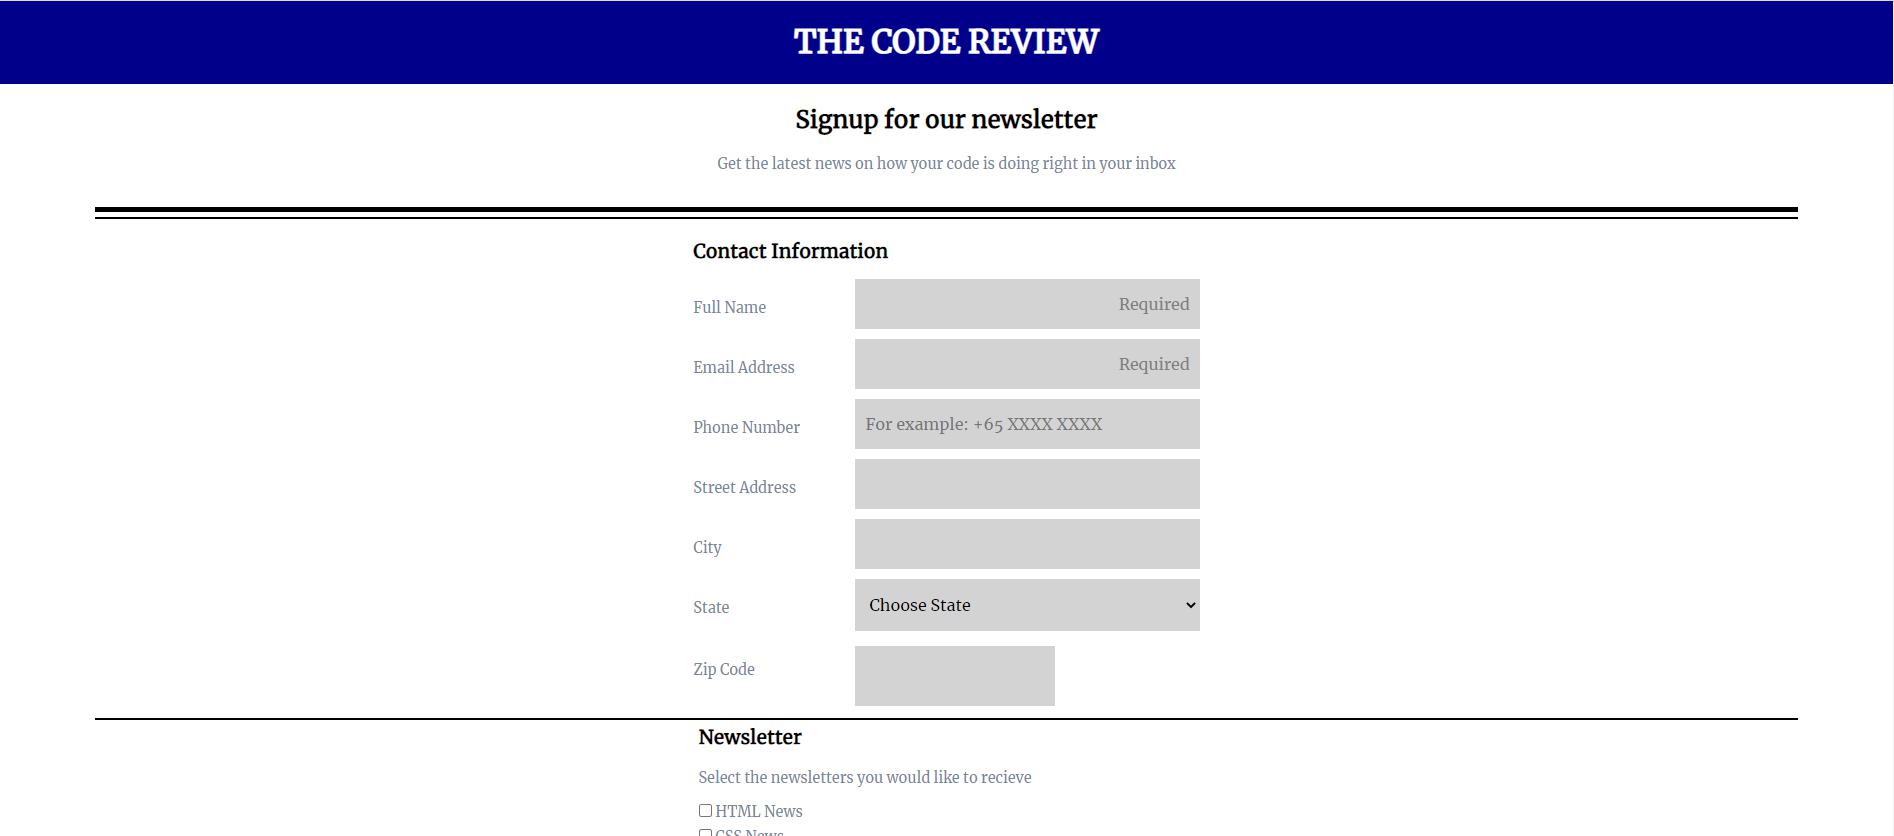 THE CODE REVIEW
Signup for our newsletter
Get the latest news on how your code is doing right in your inbox
Contact Information
Full Name Required
Email Address Required
Phone Number For example: +65 XXXX XXXX
Street Address
City
State Choose State
Zip Code
Newsletter
Select the newsletters you would like to recieve
HTML News
CSS News